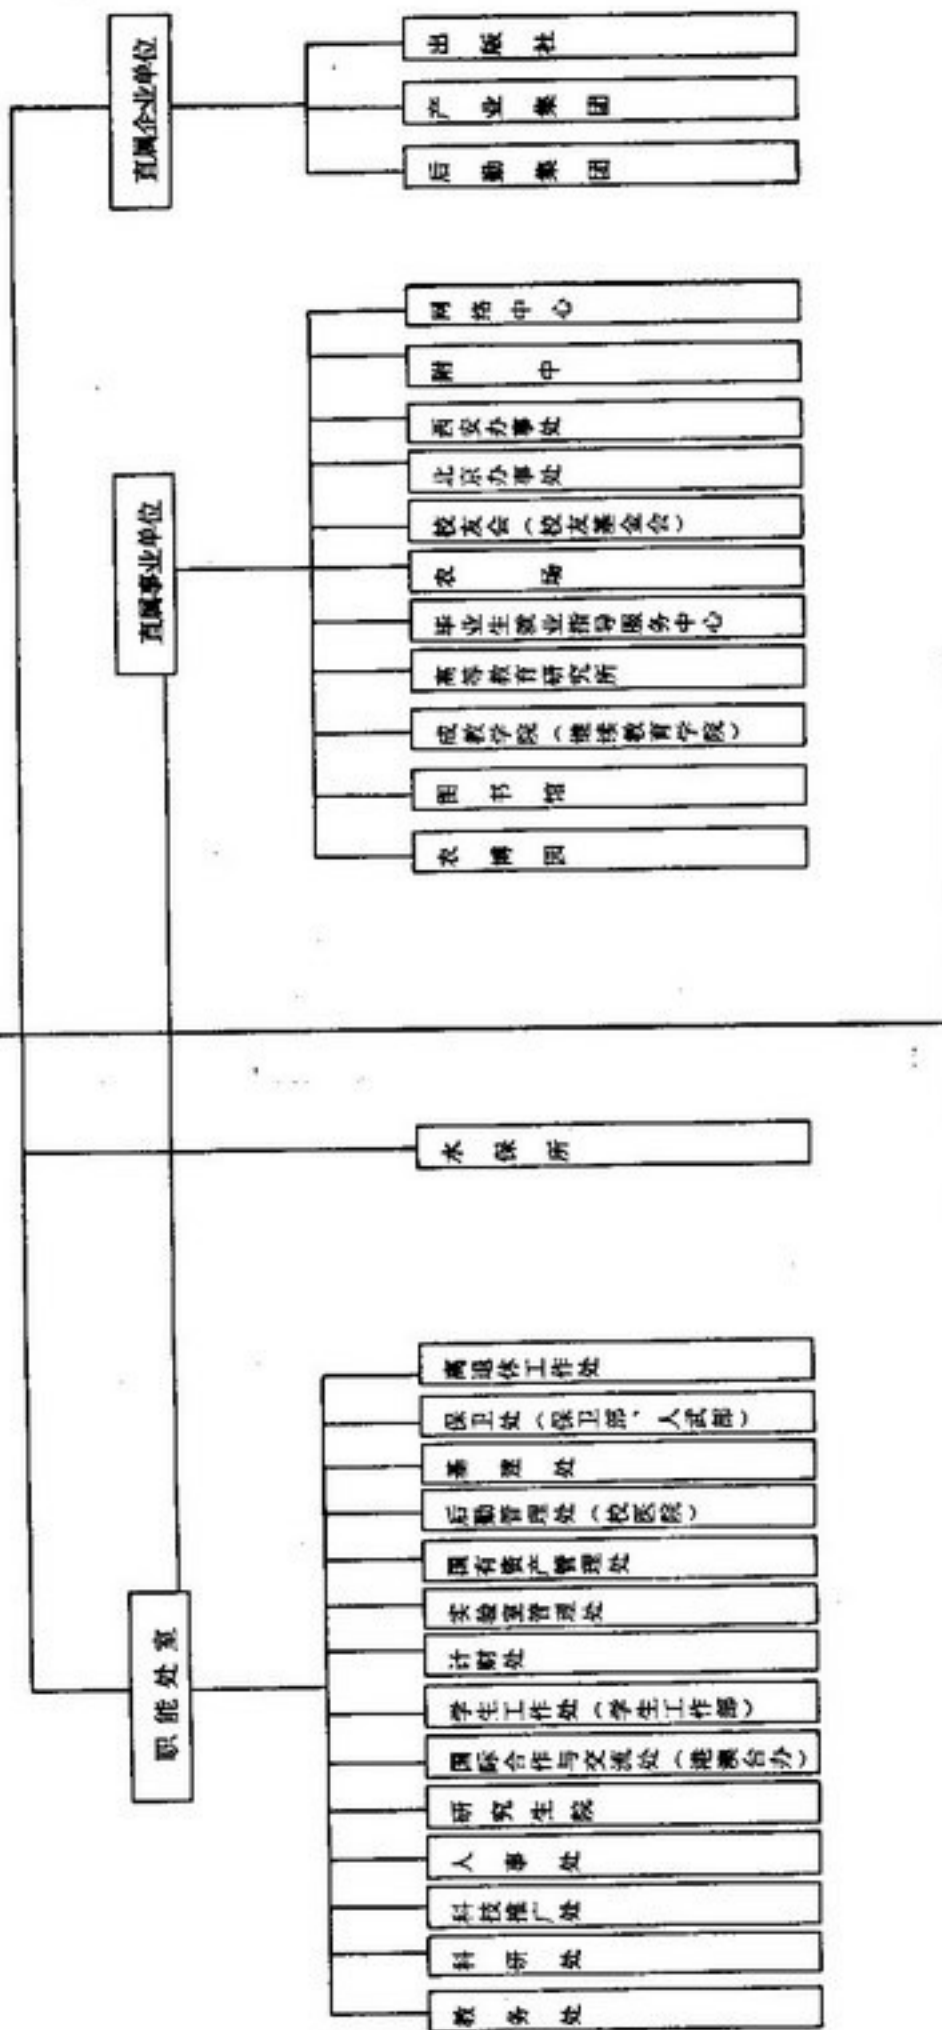 职能处室
直属事业单位
直属企业单位
教务处
科研处
科技推广处
人事处
研究生院
国际合作与交流处（港澳台办）
学生工作处（学生工作部）
计财处
实验室管理处
国有资产管理处
后勤管理处（校医院）
基建处
保卫处（保卫部、人武部）
离退休工作处
水保所
农博园
图书馆
成教学院（继续教育学院）
高等教育研究所
毕业生就业指导服务中心
农场
校友会（校友基金会）
北京办事处
西安办事处
附中
网络中心
后勤集团
产业集团
出版社